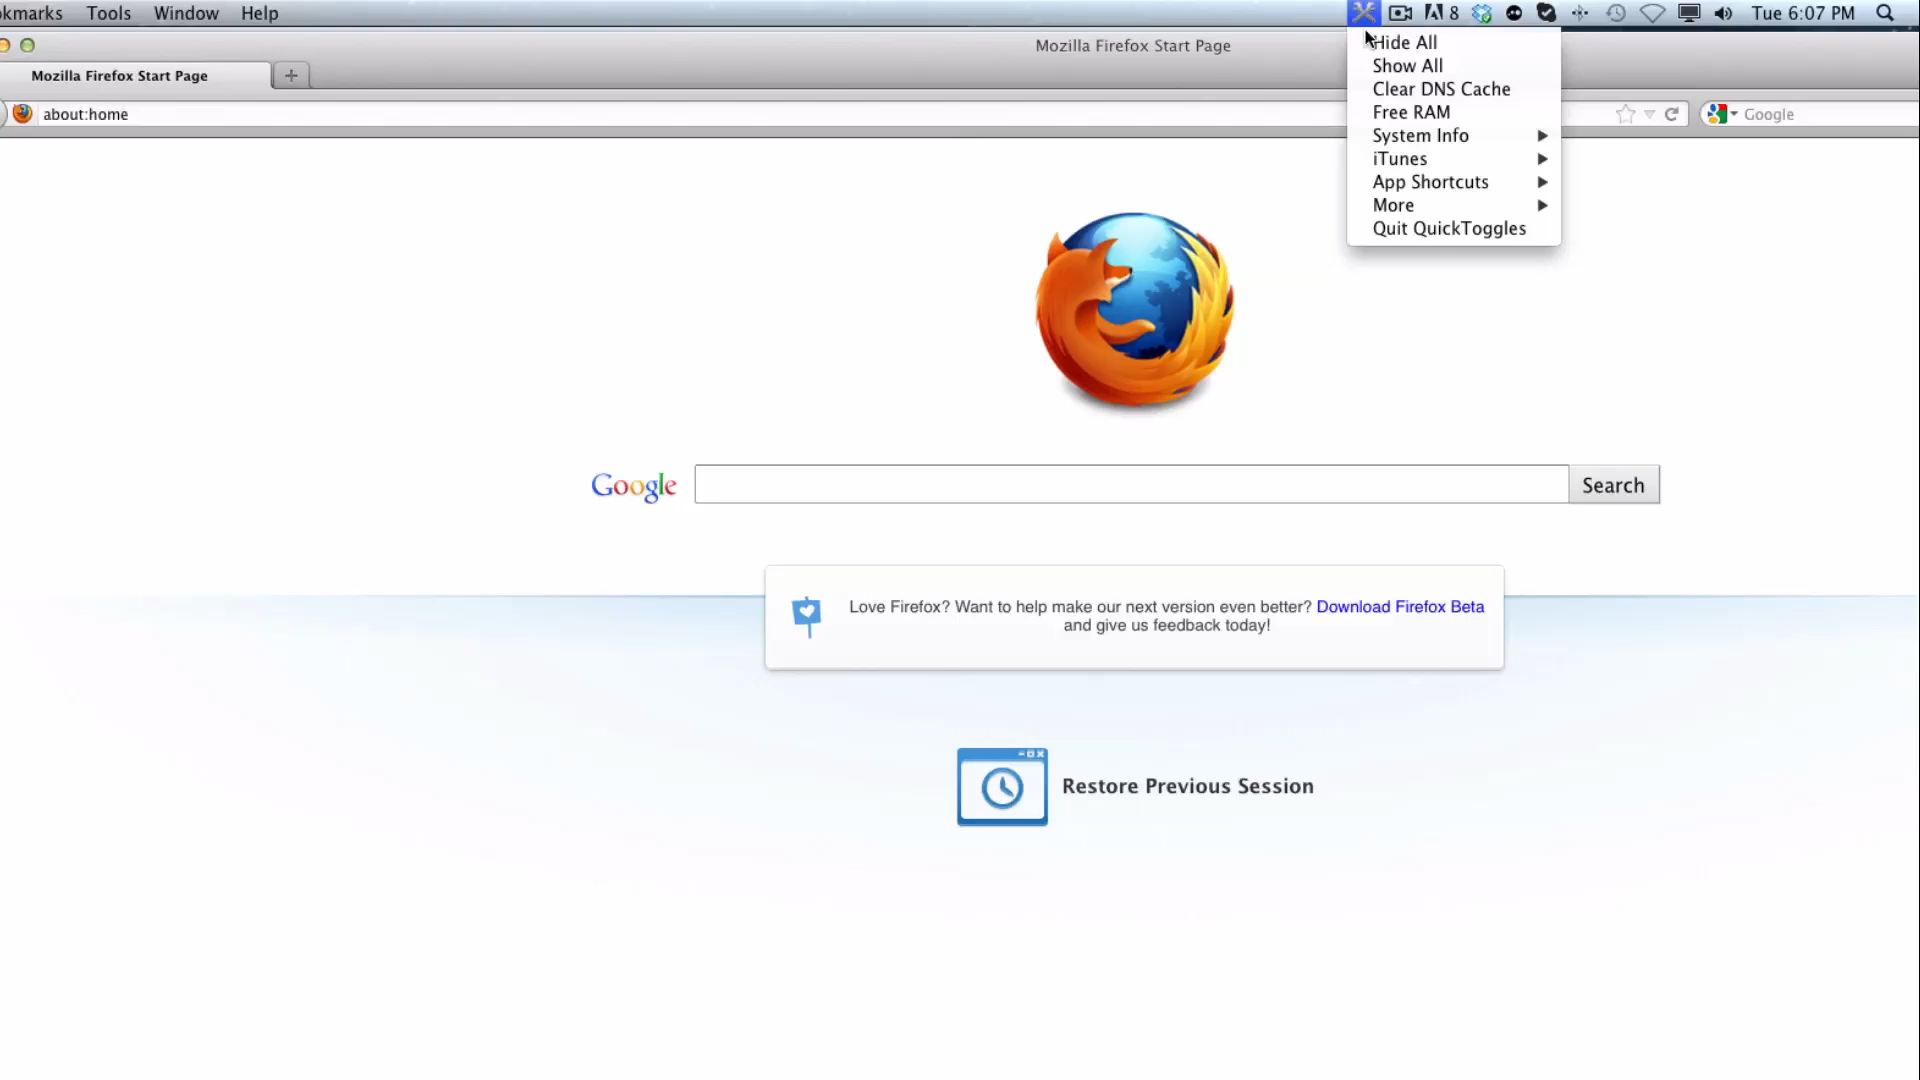 okmarks Tools Window Help
8 Tue 6:07 PM
Mozilla Firefox Start Page
Mozilla Firefox Start Page
about:home
Google
Hide All
Show All
Clear DNS Cache
Free RAM
System Info
iTunes
App Shortcuts
More
Quit QuickToggles
Google
Search
Love Firefox? Want to help make our next version even better? Download Firefox Beta
and give us feedback today!
Restore Previous Session